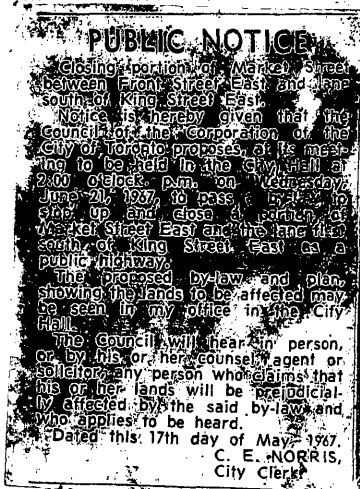 PUBLIC NOTICE
Closing portion of Market Street
between Front Street East and lane
south of King Street East.
Notice is hereby given that the
Council of the Corporation of the
City of Toronto proposes, at its meet-
ing to be held in the City Hall at
2:00 o'clock p.m. on Wednesday,
June 21, 1967, to pass a by-law to
stop up and close a portion of
Market Street East and the lane first
south of King Street East as a
public highway.
The proposed by-law and plan,
showing the lands to be affected may
be seen in my office in the City
Hall.
The Council will hear in person,
or by his or her counsel, agent or
solicitor, any person who claims that
his or her lands will be prejudicial-
ly affected by the said by-law and
who applies to be heard.
Dated this 17th day of May, 1967.
C. E. NORRIS,
City Clerk